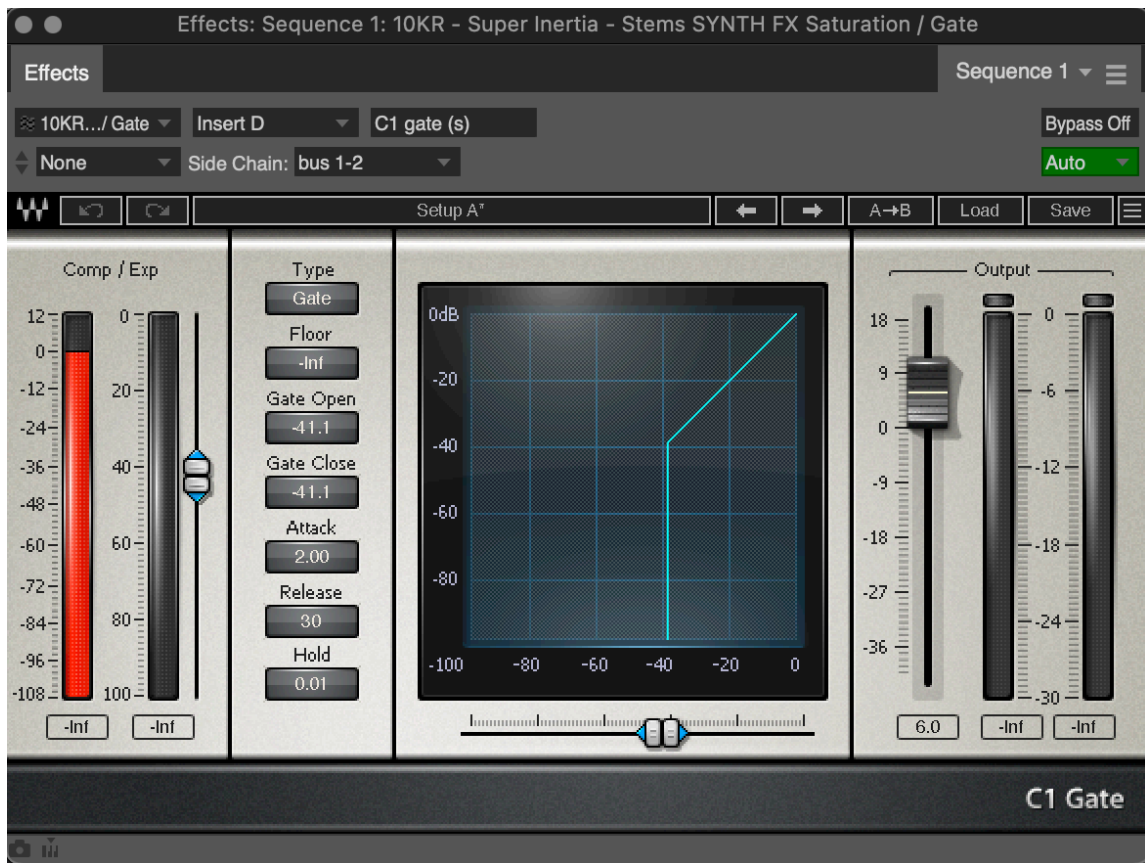 Effects: Sequence 1: 10KR - Super Inertia - Stems SYNTH FX Saturation / Gate
Effects
Sequence 1
10KR.../ Gate
Insert D
C1 gate (s)
Bypass Off
None
Side Chain: bus 1-2
Auto
Setup A*
A→B
Load
Save
Comp / Exp
12
0
-12
-24
-36
-48
-60
-72
-84
-96
-108
-Inf
0
20
40
60
80
100
-Inf
Type
Gate
Floor
-Inf
Gate Open
-41.1
Gate Close
-41.1
Attack
2.00
Release
30
Hold
0.01
0dB
-20
-40
-60
-80
-100 -80 -60 -40 -20 0
Output
18
9
0
-9
-18
-27
-36
6.0
0
-6
-12
-18
-24
-30
-Inf
-Inf
C1 Gate